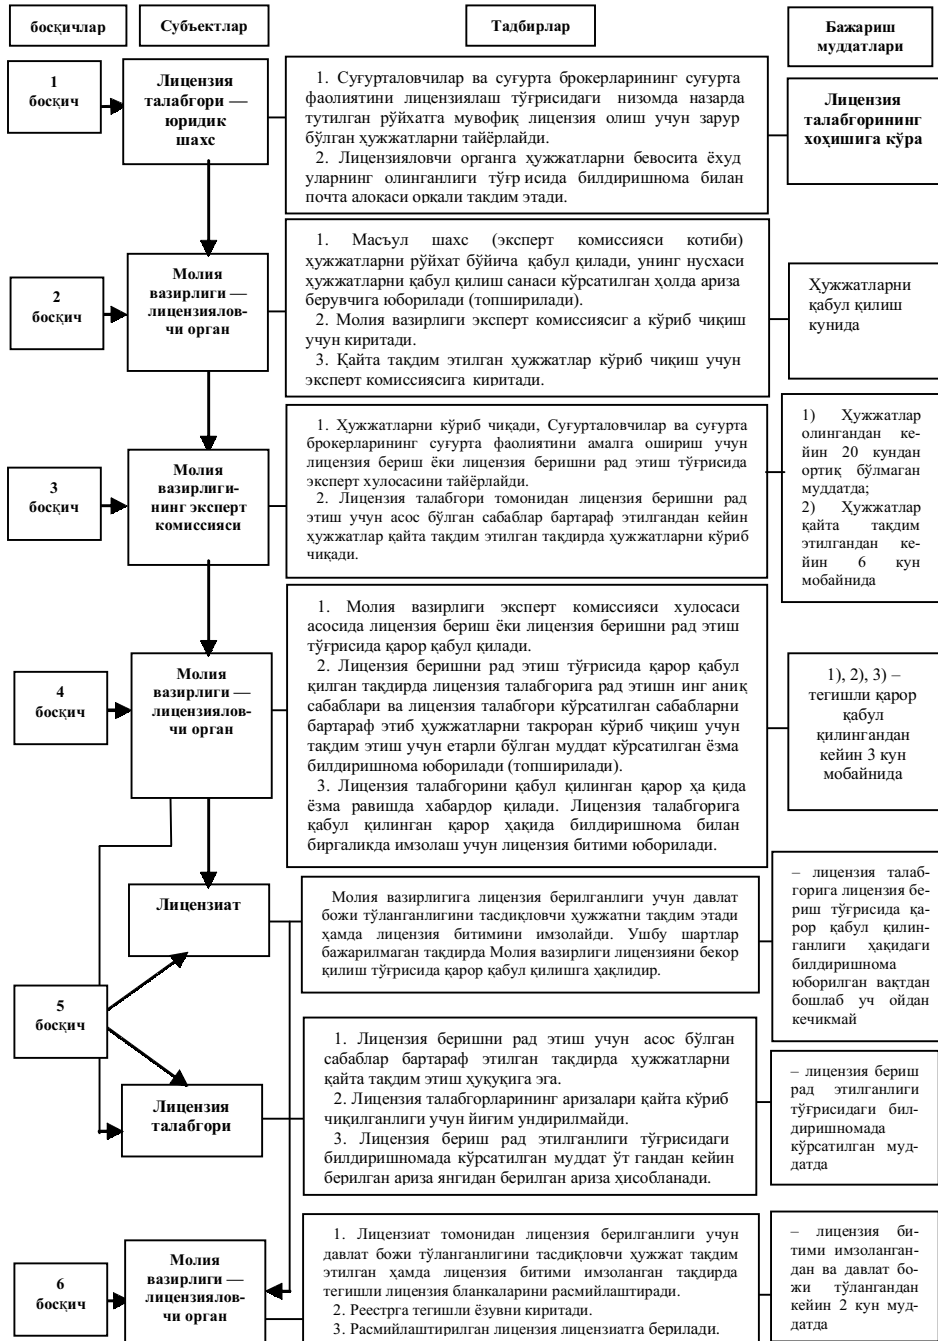 босқичлар
Субъектлар
Тадбирлар
Бажариш
муддатлари
1
босқич
Лицензия
талабгори —
юридик
шахс
1. Суғурталовчилар ва суғурта брокерларининг суғурта
фаолиятини лицензиялаш тўғрисидаги низомда назарда
тутилган рўйхатга мувофиқ лицензия олиш учун зарур
бўлган ҳужжатларни тайёрлайди.
2. Лицензияловчи органга ҳужжатларни бевосита ёхуд
уларнинг олинганлиги тўғр исида билдиришнома билан
почта алоқаси орқали тақдим этади.
Лицензия
талабгорининг
хоҳишига кўра
2
босқич
Молия
вазирлиги —
лицензиялов-
чи орган
1. Масъул шахс (эксперт комиссияси котиби)
ҳужжатларни рўйхат бўйича қабул қилади, унинг нусхаси
ҳужжатларни қабул қилиш санаси кўрсатилган ҳолда ариза
берувчига юборилади (топширилади).
2. Молия вазирлиги эксперт комиссиясиг а кўриб чиқиш
учун киритади.
3. Қайта тақдим этилган ҳужжатлар кўриб чиқиш учун
эксперт комиссиясига киритади.
Ҳужжатларни
қабул қилиш
кунида
3
босқич
Молия
вазирлиги-
нинг эксперт
комиссияси
1. Ҳужжатларни кўриб чиқади, Суғурталовчилар ва суғурта
брокерларининг суғурта фаолиятини амалга ошириш учун
лицензия бериш ёки лицензия беришни рад этиш тўғрисида
эксперт хулосасини тайёрлайди.
2. Лицензия талабгори томонидан лицензия беришни рад
этиш учун асос бўлган сабаблар бартараф этилгандан кейин
ҳужжатлар қайта тақдим этилган тақдирда ҳужжатларни кўриб
чиқади.
1) Ҳужжатлар
олингандан ке-
йин 20 кундан
ортиқ бўлмаган
муддатда;
2) Ҳужжатлар
қайта тақдим
этилгандан ке-
йин 6 кун
мобайнида
4
босқич
Молия
вазирлиги —
лицензиялов-
чи орган
1. Молия вазирлиги эксперт комиссияси хулосаси
асосида лицензия бериш ёки лицензия беришни рад этиш
тўғрисида қарор қабул қилади.
2. Лицензия беришни рад этиш тўғрисида қарор қабул
қилган тақдирда лицензия талабгорига рад этишн инг аниқ
сабаблари ва лицензия талабгори кўрсатилган сабабларни
бартараф этиб ҳужжатларни такроран кўриб чиқиш учун
тақдим этиш учун етарли бўлган муддат кўрсатилган ёзма
билдиришнома юборилади (топширилади).
3. Лицензия талабгорини қабул қилинган қарор ҳа қида
ёзма равишда хабардор қилади. Лицензия талабгорига
қабул қилинган қарор ҳақида билдиришнома билан
биргаликда имзолаш учун лицензия битими юборилади.
1), 2), 3) –
тегишли қарор
қабул
қилингандан
кейин 3 кун
мобайнида
Лицензиат
Молия вазирлигига лицензия берилганлиги учун давлат
божи тўланганлигини тасдиқловчи ҳужжатни тақдим этади
ҳамда лицензия битимини имзолайди. Ушбу шартлар
бажарилмаган тақдирда Молия вазирлиги лицензияни бекор
қилиш тўғрисида қарор қабул қилишга ҳақлидир.
– лицензия талаб-
горига лицензия бе-
риш тўғрисида қа-
рор қабул қилин-
ганлиги ҳақидаги
билдиришнома
юборилган вақтдан
бошлаб уч ойдан
кечикмай
5
босқич
Лицензия
талабгори
1. Лицензия беришни рад этиш учун асос бўлган
сабаблар бартараф этилган тақдирда ҳужжатларни
қайта тақдим этиш ҳуқуқига эга.
2. Лицензия талабгорларининг аризалари қайта кўриб
чиқилганлиги учун йиғим ундирилмайди.
3. Лицензия бериш рад этилганлиги тўғрисидаги
билдиришномада кўрсатилган муддат ўт гандан кейин
берилган ариза янгидан берилган ариза ҳисобланади.
– лицензия бериш
рад этилганлиги
тўғрисидаги бил-
диришномада
кўрсатилган муд-
датда
6
босқич
Молия
вазирлиги —
лицензиялов-
чи орган
1. Лицензиат томонидан лицензия берилганлиги учун
давлат божи тўланганлигини тасдиқловчи ҳужжат тақдим
этилган ҳамда лицензия битими имзоланган тақдирда
тегишли лицензия бланкаларини расмийлаштиради.
2. Реестрга тегишли ёзувни киритади.
3. Расмийлаштирилган лицензия лицензиатга берилади.
– лицензия би-
тими имзоланган-
дан ва давлат бо-
жи тўлангандан
кейин 2 кун муд-
датда